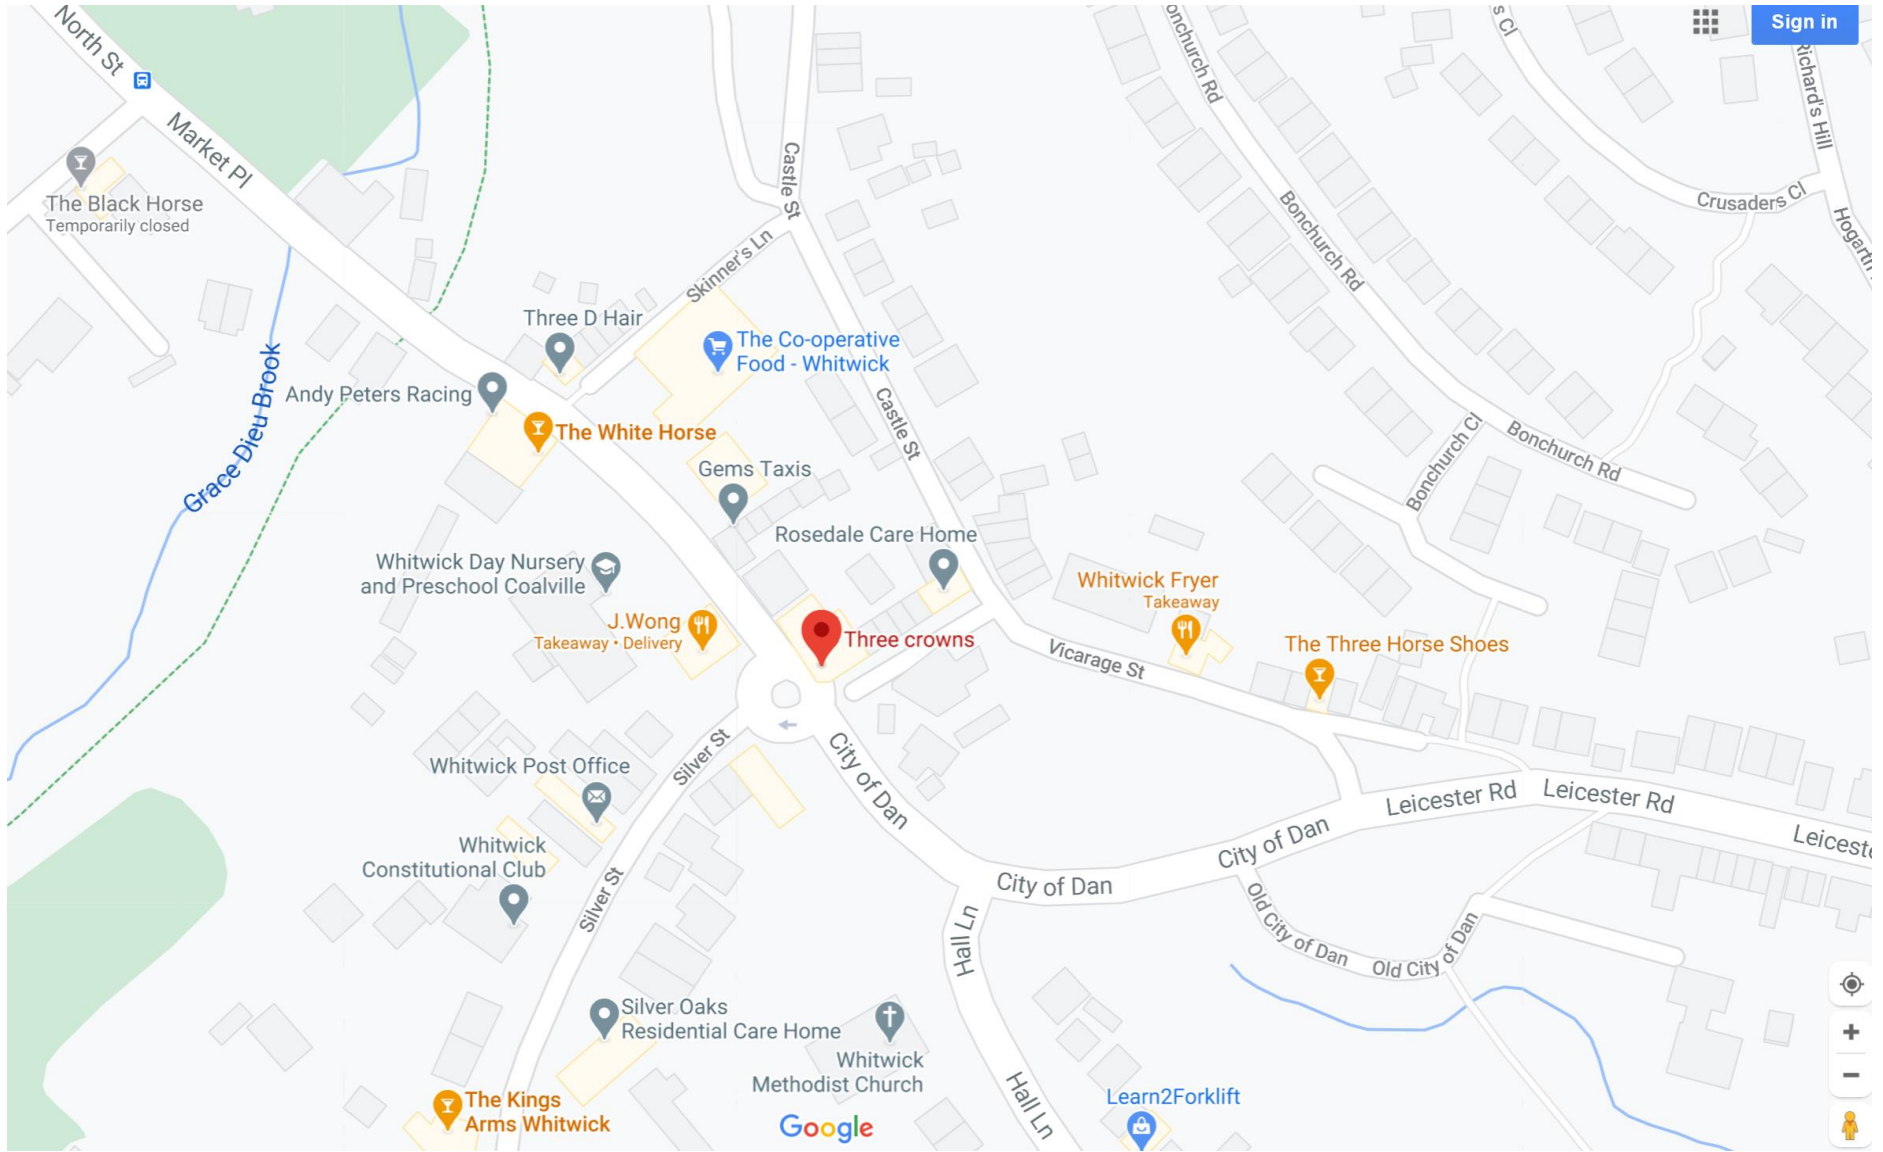 North St
Market Pl
The Black Horse
Temporarily closed
Grace Dieu Brook
Castle St
Skinner's Ln
Three D Hair
The Co-operative
Food - Whitwick
Andy Peters Racing
The White Horse
Gems Taxis
Castle St
Rosedale Care Home
Whitwick Day Nursery
and Preschool Coalville
J.Wong
Takeaway • Delivery
Three crowns
Whitwick Fryer
Takeaway
The Three Horse Shoes
Vicarage St
onchurch Rd
Bonchurch Rd
Bonchurch Cl
Bonchurch Rd
s Cl
Sign in
Richard's Hill
Crusaders Cl
Hogarth
Silver St
City of Dan
Whitwick Post Office
Whitwick
Constitutional Club
Silver St
City of Dan
City of Dan
Leicester Rd
Leicester Rd
Leiceste
Old City of Dan
Old City of Dan
Hall Ln
Silver Oaks
Residential Care Home
Whitwick
Methodist Church
Hall Ln
The Kings
Arms Whitwick
Google
Learn2Forklift